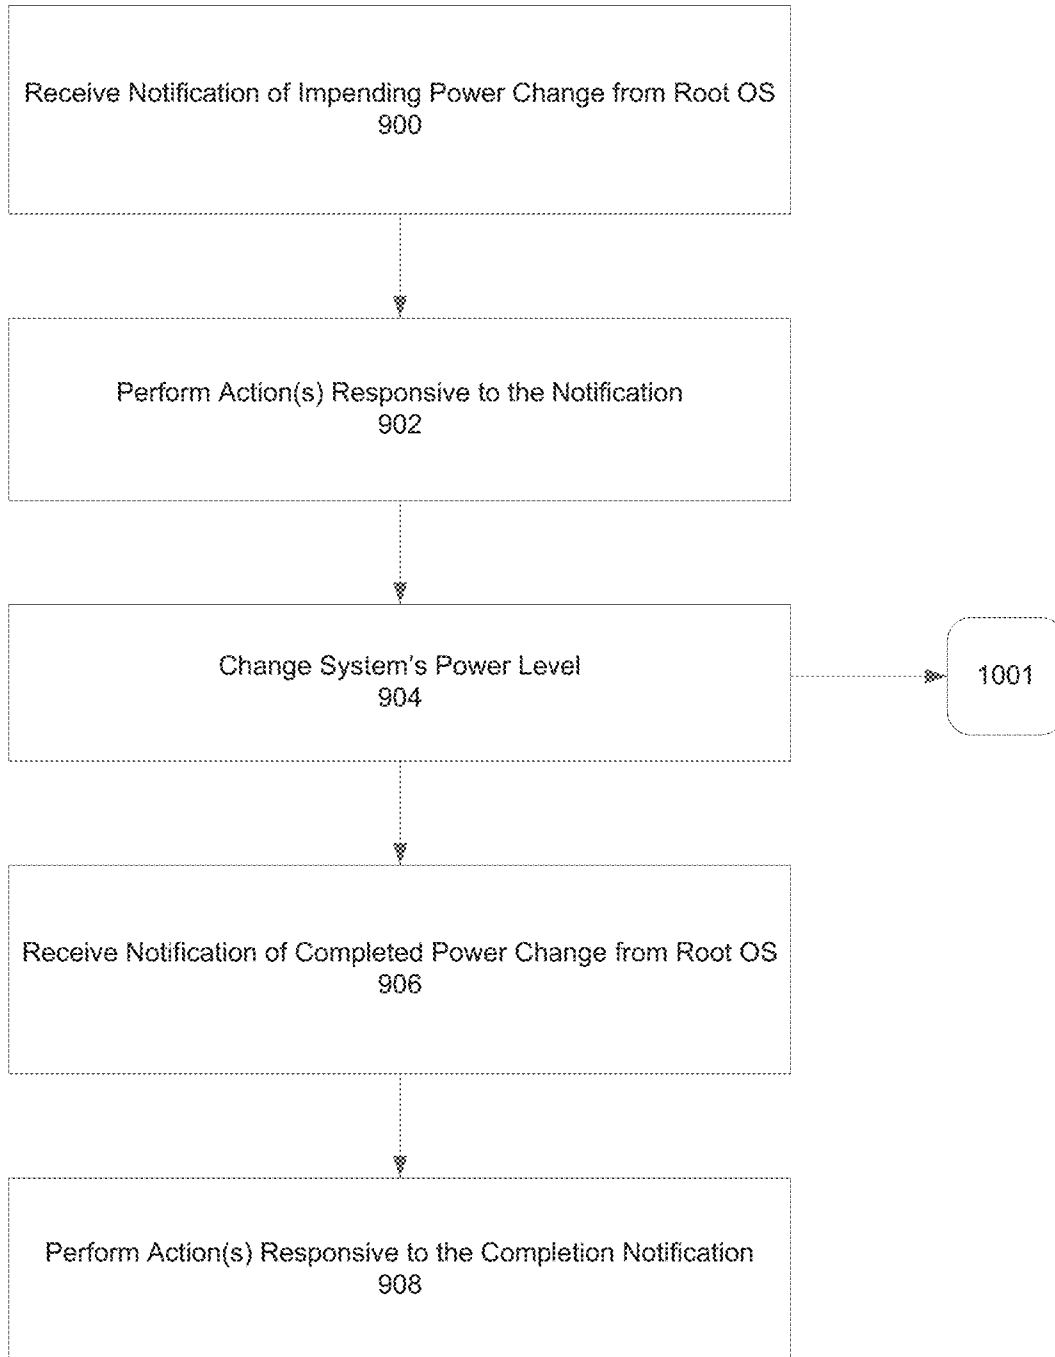 Receive Notification of Impending Power Change from Root OS
900
Perform Action(s) Responsive to the Notification
902
Change System's Power Level
904
1001
Receive Notification of Completed Power Change from Root OS
906
Perform Action(s) Responsive to the Completion Notification
908